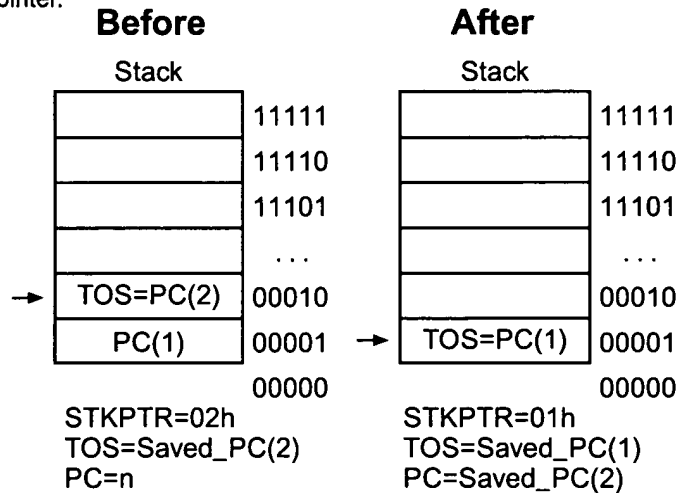 pointer.
Before After
Stack Stack
11111 11111
11110 11110
11101 11101
... ...
TOS=PC(2) 00010 00010
PC(1) 00001 TOS=PC(1) 00001
00000 00000
STKPTR=02h STKPTR=01h
TOS=Saved_PC(2) TOS=Saved_PC(1)
PC=n PC=Saved_PC(2)